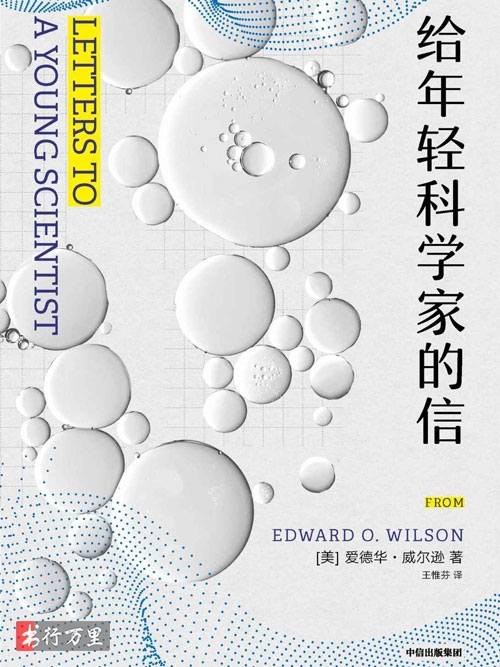 LETTERS TO
A YOUNG SCIENTIST
给年轻科学家的信
FROM
EDWARD O. WILSON
[美] 爱德华·威尔逊 著
王惟芬 译
书行万里
中信出版集团